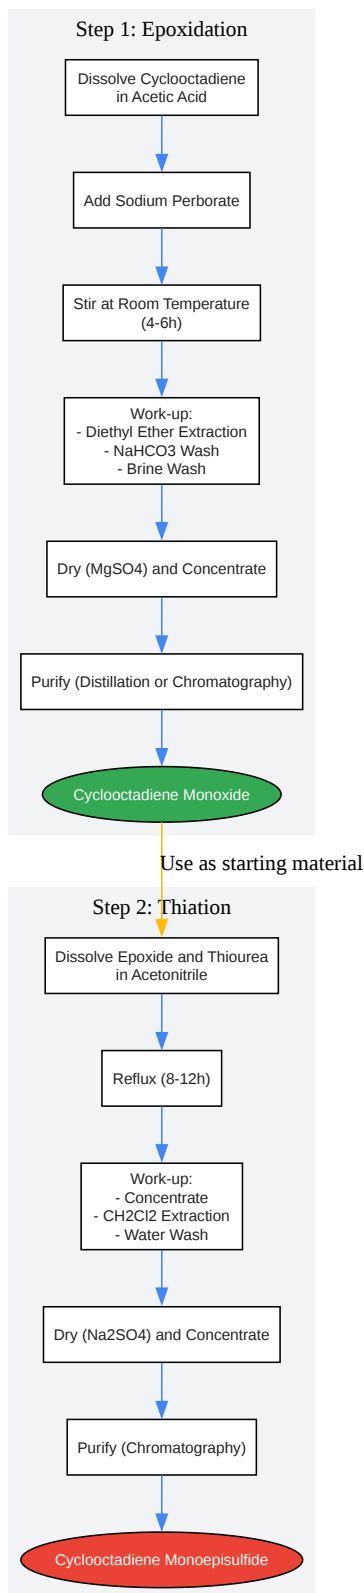 Step 1: Epoxidation
Dissolve Cyclooctadiene
in Acetic Acid
Add Sodium Perborate
Stir at Room Temperature
(4-6h)
Work-up:
- Diethyl Ether Extraction
- NaHCO3 Wash
- Brine Wash
Dry (MgSO4) and Concentrate
Purify (Distillation or Chromatography)
Cyclooctadiene Monoxide
Use as starting material
Step 2: Thiation
Dissolve Epoxide and Thiourea
in Acetonitrile
Reflux (8-12h)
Work-up:
- Concentrate
- CH2Cl2 Extraction
- Water Wash
Dry (Na2SO4) and Concentrate
Purify (Chromatography)
Cyclooctadiene Monoepisulfide